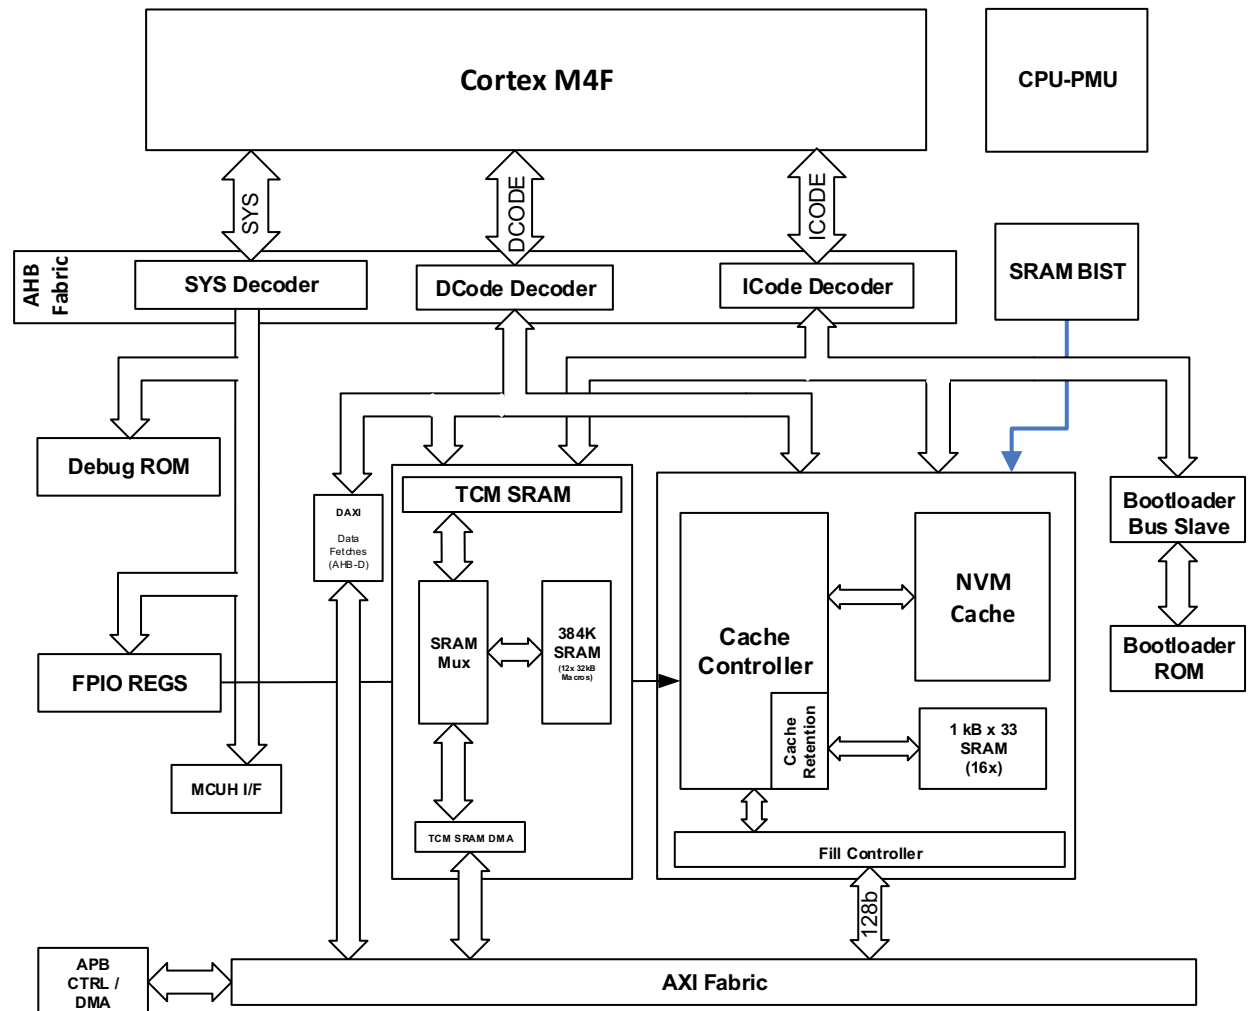 Cortex M4F
CPU-PMU
SYS
DCODE
ICODE
AHB
Fabric
SYS Decoder
DCode Decoder
ICode Decoder
SRAM BIST
Debug ROM
DAXI
Data
Fetches
(AHB-D)
TCM SRAM
SRAM
Mux
384K
SRAM
(12x 32kB
Macros)
TCM SRAM DMA
Cache
Controller
Cache
Retention
NVM
Cache
1 kB x 33
SRAM
(16x)
Fill Controller
Bootloader
Bus Slave
Bootloader
ROM
FPIO REGS
MCUH I/F
128b
APB
CTRL /
DMA
AXI Fabric